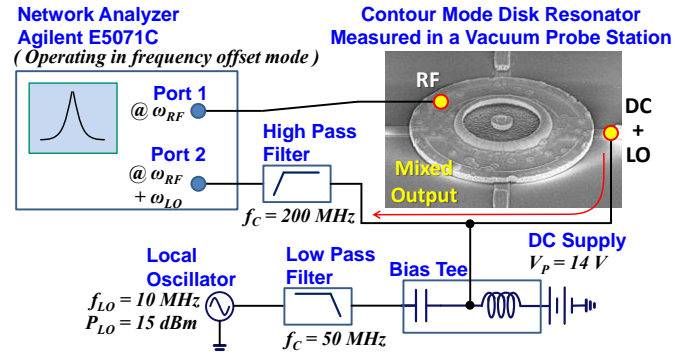 Network Analyzer
Agilent E5071C
( Operating in frequency offset mode )
Contour Mode Disk Resonator
Measured in a Vacuum Probe Station
Port 1
@ ωRF
Port 2
@ ωRF
+ ωLO
High Pass
Filter
fC = 200 MHz
RF
DC
+
LO
Mixed
Output
Local
Oscillator
fLO = 10 MHz
PLO = 15 dBm
Low Pass
Filter
fC = 50 MHz
Bias Tee
DC Supply
VP = 14 V